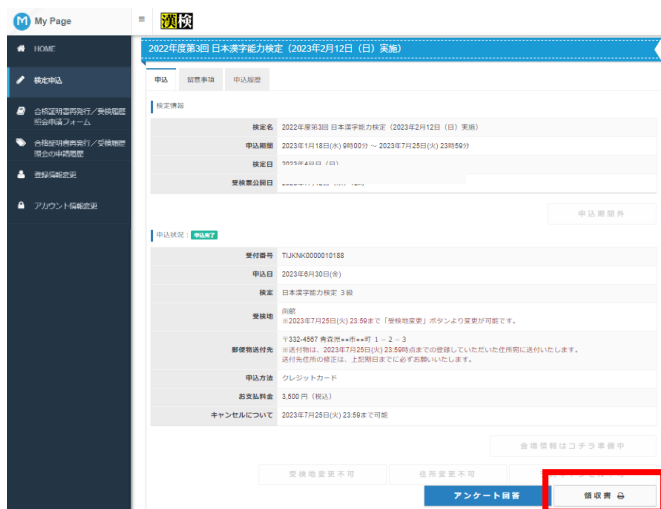 My Page
漢検
HOME
検定申込
合格証明書再発行／受検履歴
照会申請フォーム
合格証明書再発行／受検履歴
照会の申請履歴
登録情報変更
アカウント情報変更
2022年度第3回 日本漢字能力検定（2023年2月12日（日）実施）
申込
留意事項
申込履歴
検定情報
検定名 2022年度第3回 日本漢字能力検定（2023年2月12日（日）実施）
申込期間 2023年1月18日(水) 9時00分 ～ 2023年7月25日(火) 23時59分
検定日
受検票公開日
申込期間外
申込状況：申込完了
受付番号 TIJKNK0000010188
申込日 2023年6月30日(金)
検定 日本漢字能力検定 3級
受検地 函館
※2023年7月25日(火) 23:59まで「受検地変更」ボタンより変更が可能です。
郵便物送付先 〒332-4567 青森県**市**町 1 － 2 － 3
※送付物は、2023年7月25日(火) 23:59時点までの登録していただいた住所宛に送付いたします。
送付先住所の修正は、上記期日までに必ずお願いいたします。
申込方法 クレジットカード
お支払料金 3,500 円（税込）
キャンセルについて 2023年7月25日(火) 23:59まで可能
会場情報はコチラ準備中
受検地変更不可
住所変更不可
アンケート回答
領収書